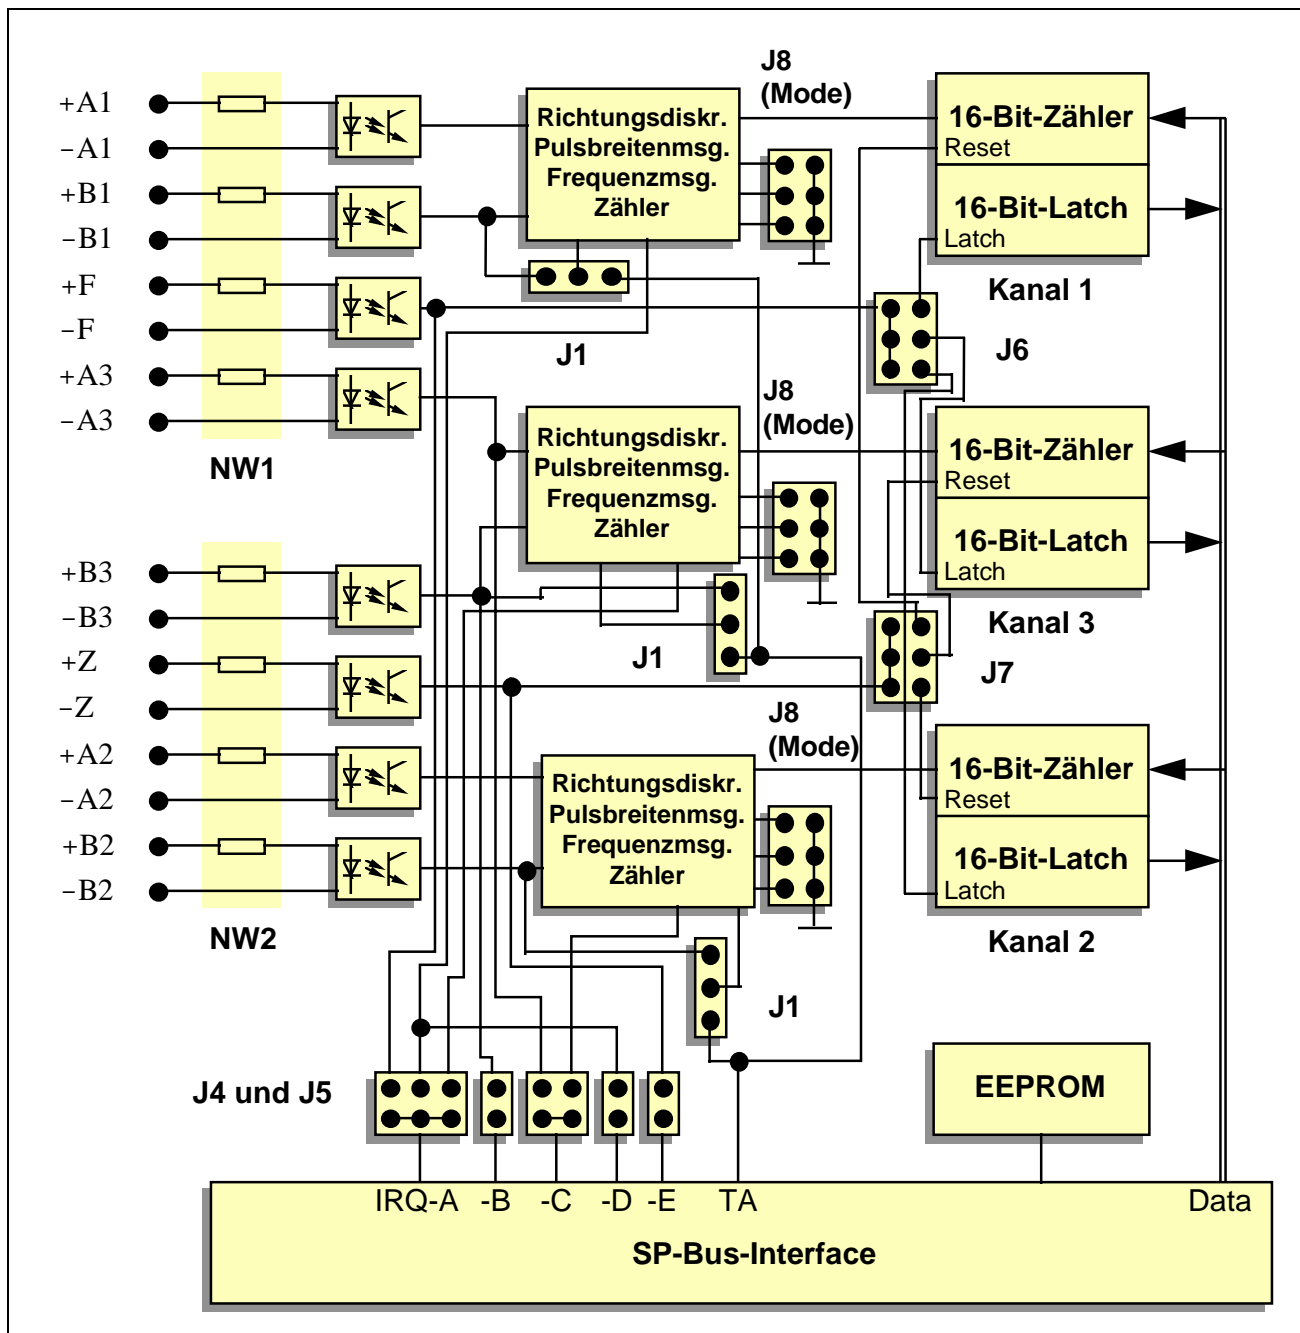 +A1
−A1
+B1
−B1
+F
−F
+A3
−A3
NW1
+B3
−B3
+Z
−Z
+A2
−A2
+B2
−B2
NW2
Richtungsdiskr.
Pulsbreitenmsg.
Frequenzmsg.
Zähler
J8
(Mode)
J1
16-Bit-Zähler
Reset
16-Bit-Latch
Latch
Kanal 1
J6
Richtungsdiskr.
Pulsbreitenmsg.
Frequenzmsg.
Zähler
J8
(Mode)
J1
16-Bit-Zähler
Reset
16-Bit-Latch
Latch
Kanal 3
J7
Richtungsdiskr.
Pulsbreitenmsg.
Frequenzmsg.
Zähler
J8
(Mode)
J1
16-Bit-Zähler
Reset
16-Bit-Latch
Latch
Kanal 2
J4 und J5
EEPROM
IRQ-A -B -C -D -E TA Data
SP-Bus-Interface